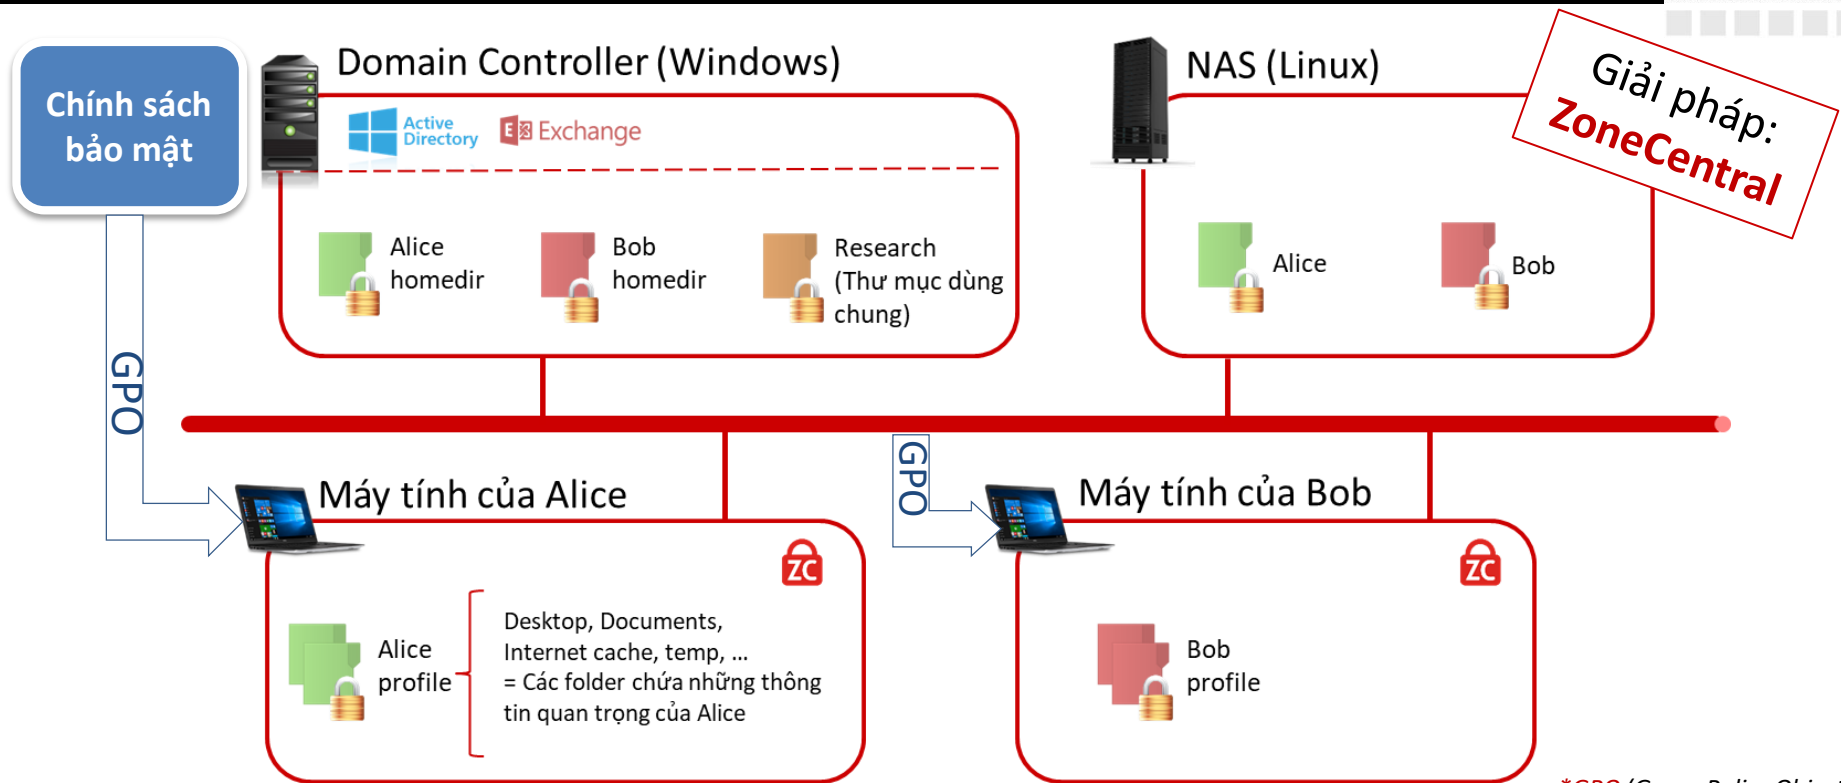 Chính sách
bảo mật
Domain Controller (Windows)
Active
Directory
E Exchange
NAS (Linux)
Giải pháp:
ZoneCentral
Alice
homedir
Bob
homedir
Research
(Thư mục dùng
chung)
Alice
Bob
GPO
GPO
Máy tính của Alice
ZC
Alice
profile
Desktop, Documents,
Internet cache, temp, ...
= Các folder chứa những thông
tin quan trọng của Alice
Máy tính của Bob
ZC
Bob
profile